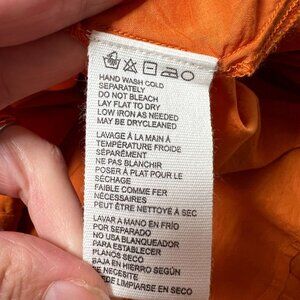 HAND WASH COLD
SEPARATELY
DO NOT BLEACH
LAY FLAT TO DRY
LOW IRON AS NEEDED
MAY BE DRYCLEANED
LAVAGE À LA MAIN À
TEMPÉRATURE FROIDE
SÉPARÉMENT
NE PAS BLANCHIR
POSER À PLAT POUR LE
SÉCHAGE
FAIBLE COMME FER
NÉCESSAIRES
PEUT ÊTRE NETTOYÉ À SEC
LAVAR A MANO EN FRÍO
POR SEPARADO
NO USA BLANQUEADOR
PARA ESTABLECERSE
PLANO SECO
BAJA EN HIERRO SEGÚN
SE NECESITE
PUEDE LIMPIARSE EN SECO